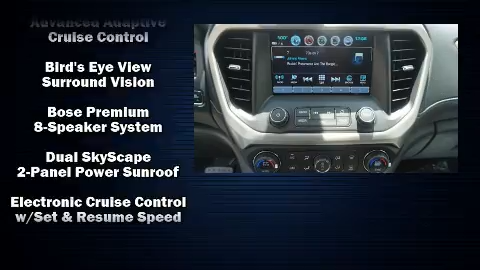 Advanced Adaptive
Cruise Control
Bird's Eye View
Surround Vision
Bose Premium
8-Speaker System
Dual SkyScape
2-Panel Power Sunroof
Electronic Cruise Control
w/Set & Resume Speed